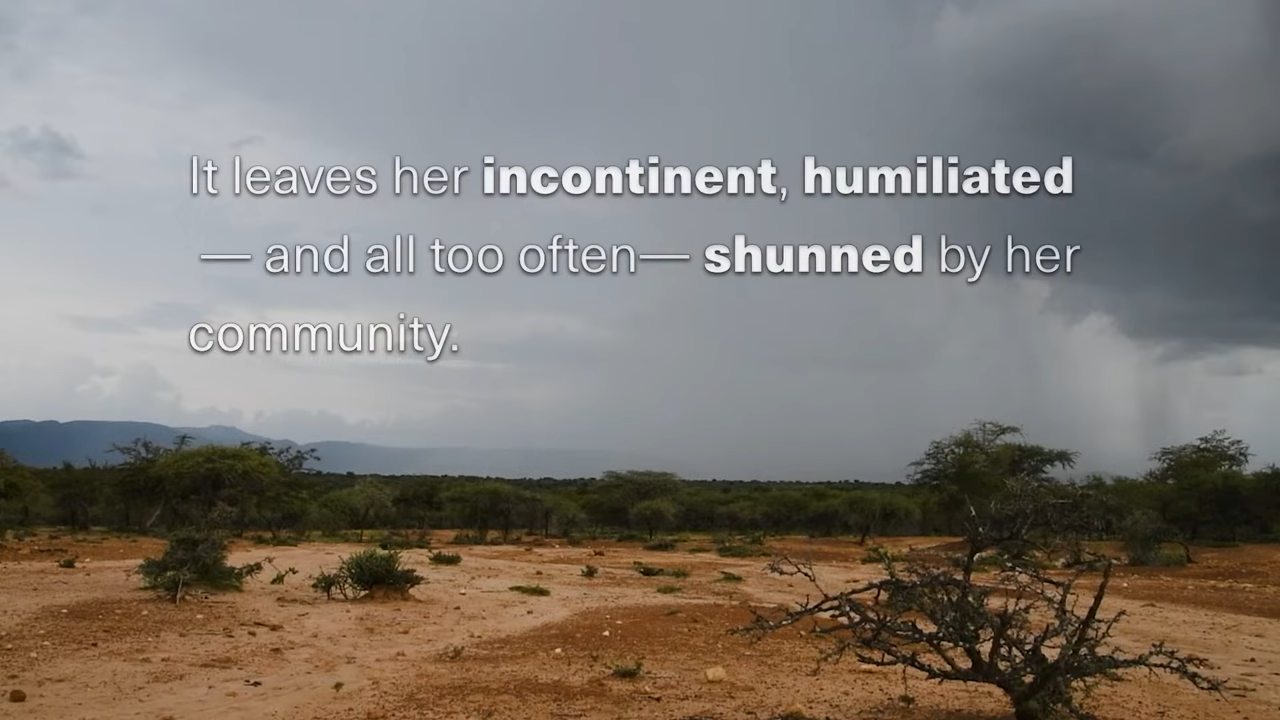 It leaves her incontinent, humiliated
— and all too often— shunned by her
community.